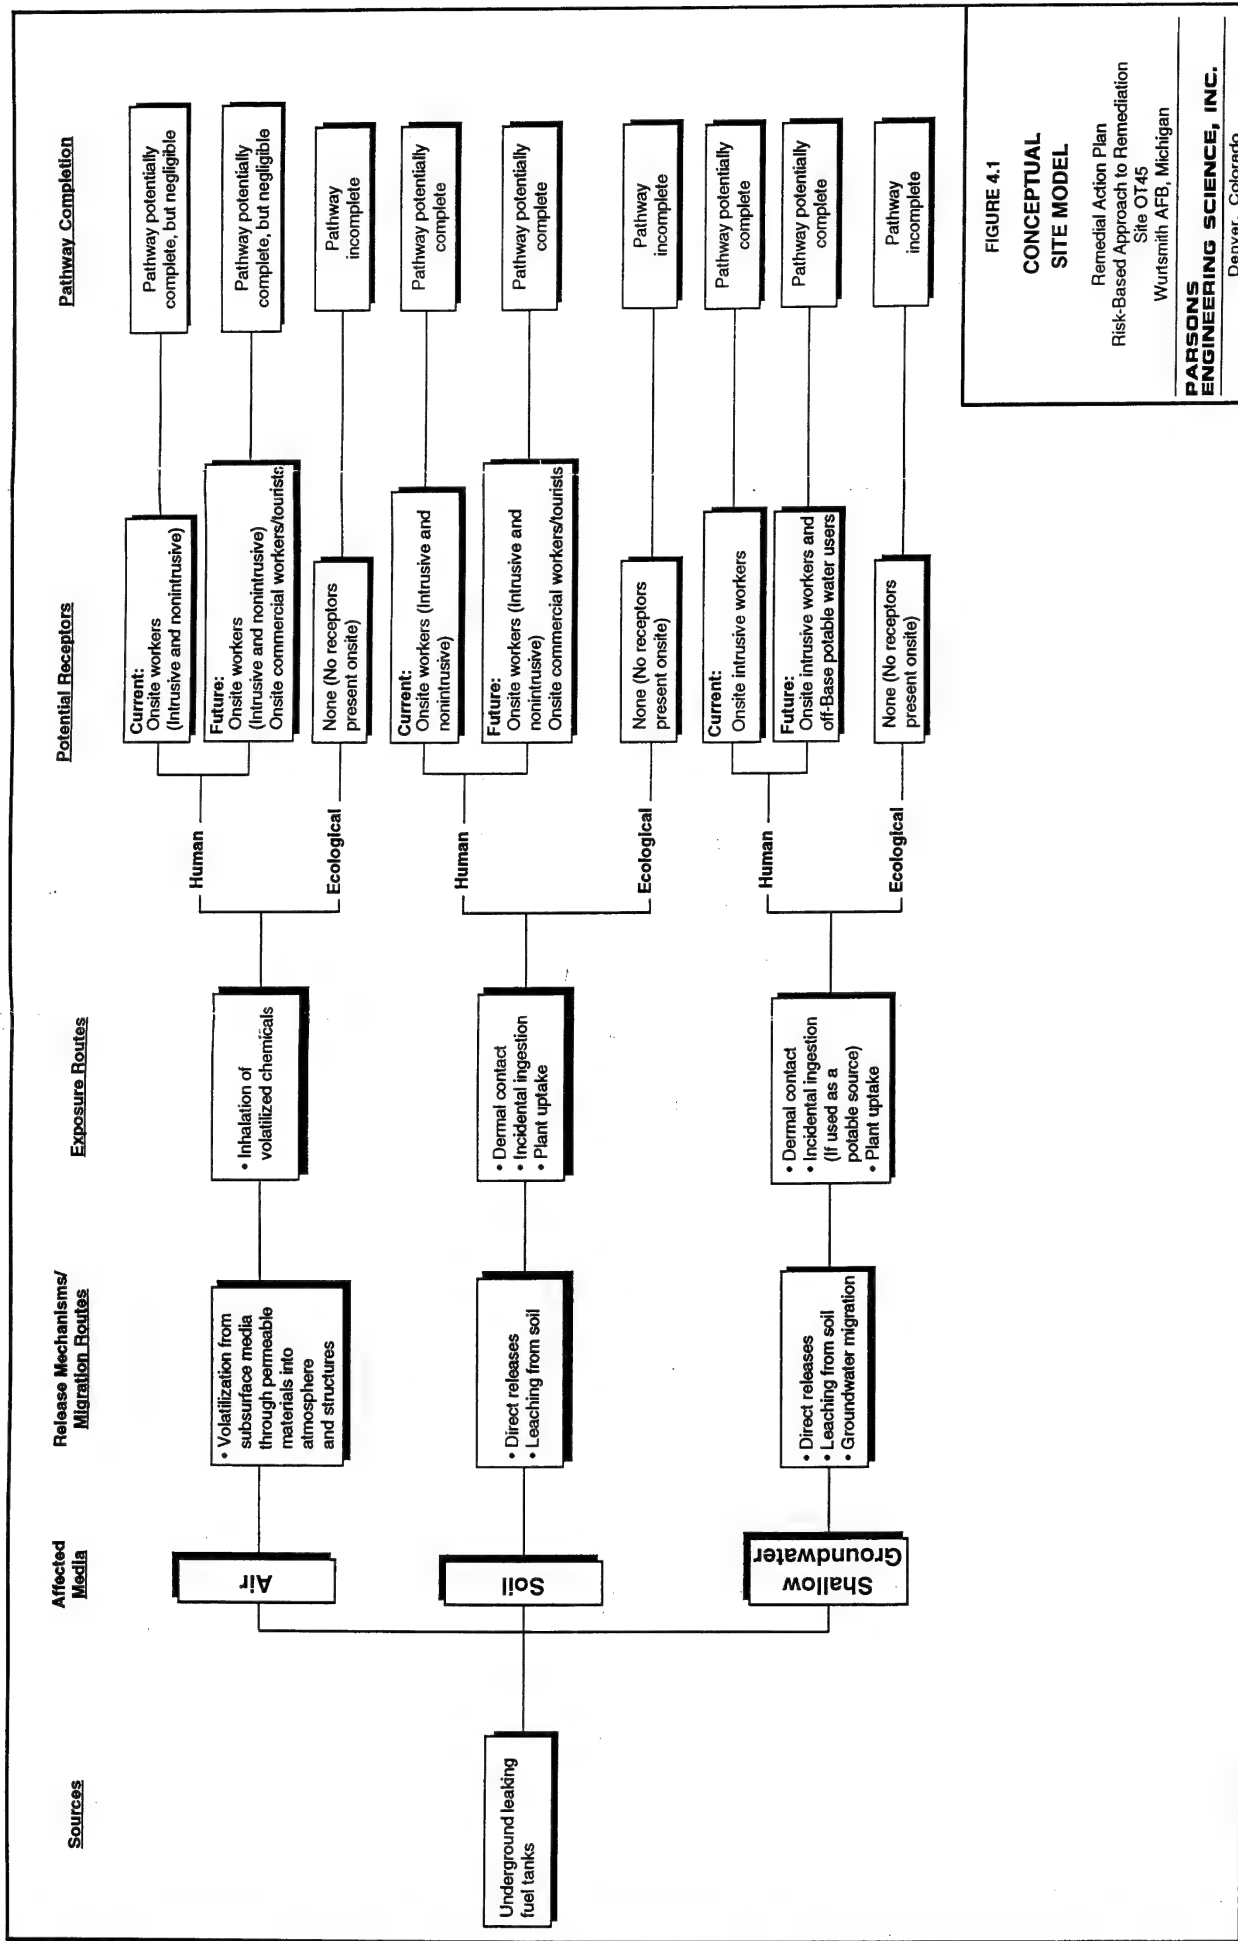 Sources
Affected
Media
Release Mechanisms/
Migration Routes
Exposure Routes
Potential Receptors
Pathway Completion
Underground leaking
fuel tanks
Air
• Volatilization from
subsurface media
through permeable
materials into
atmosphere
and structures
• Inhalation of
volatilized chemicals
Human
Current:
Onsite workers
(Intrusive and nonintrusive)
Pathway potentially
complete, but negligible
Future:
Onsite workers
(Intrusive and nonintrusive)
Onsite commercial workers/tourists
Pathway potentially
complete, but negligible
Ecological
None (No receptors
present onsite)
Pathway
incomplete
Soil
• Direct releases
• Leaching from soil
• Dermal contact
• Incidental ingestion
• Plant uptake
Human
Current:
Onsite workers (Intrusive and
nonintrusive)
Pathway potentially
complete
Future:
Onsite workers (Intrusive and
nonintrusive)
Onsite commercial workers/tourists
Pathway potentially
complete
Ecological
None (No receptors
present onsite)
Pathway
incomplete
Shallow
Groundwater
• Direct releases
• Leaching from soil
• Groundwater migration
• Dermal contact
• Incidental ingestion
(If used as a
potable source)
• Plant uptake
Human
Current:
Onsite intrusive workers
Pathway potentially
complete
Future:
Onsite intrusive workers and
off-Base potable water users
Pathway potentially
complete
Ecological
None (No receptors
present onsite)
Pathway
incomplete
FIGURE 4.1
CONCEPTUAL
SITE MODEL
Remedial Action Plan
Risk-Based Approach to Remediation
Site OT45
Wurtsmith AFB, Michigan
PARSONS
ENGINEERING SCIENCE, INC.
Denver, Colorado